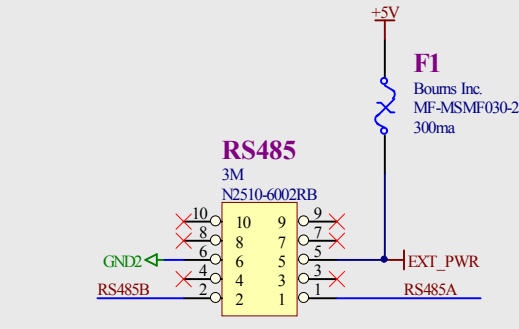 +5V
F1
Bourns Inc.
MF-MSMF030-2
300ma
RS485
3M
N2510-6002RB
10 10 9 9
8 8 7 7
GND2 6 6 5 5 EXT_PWR
4 4 3 3
RS485B 2 2 1 1 RS485A